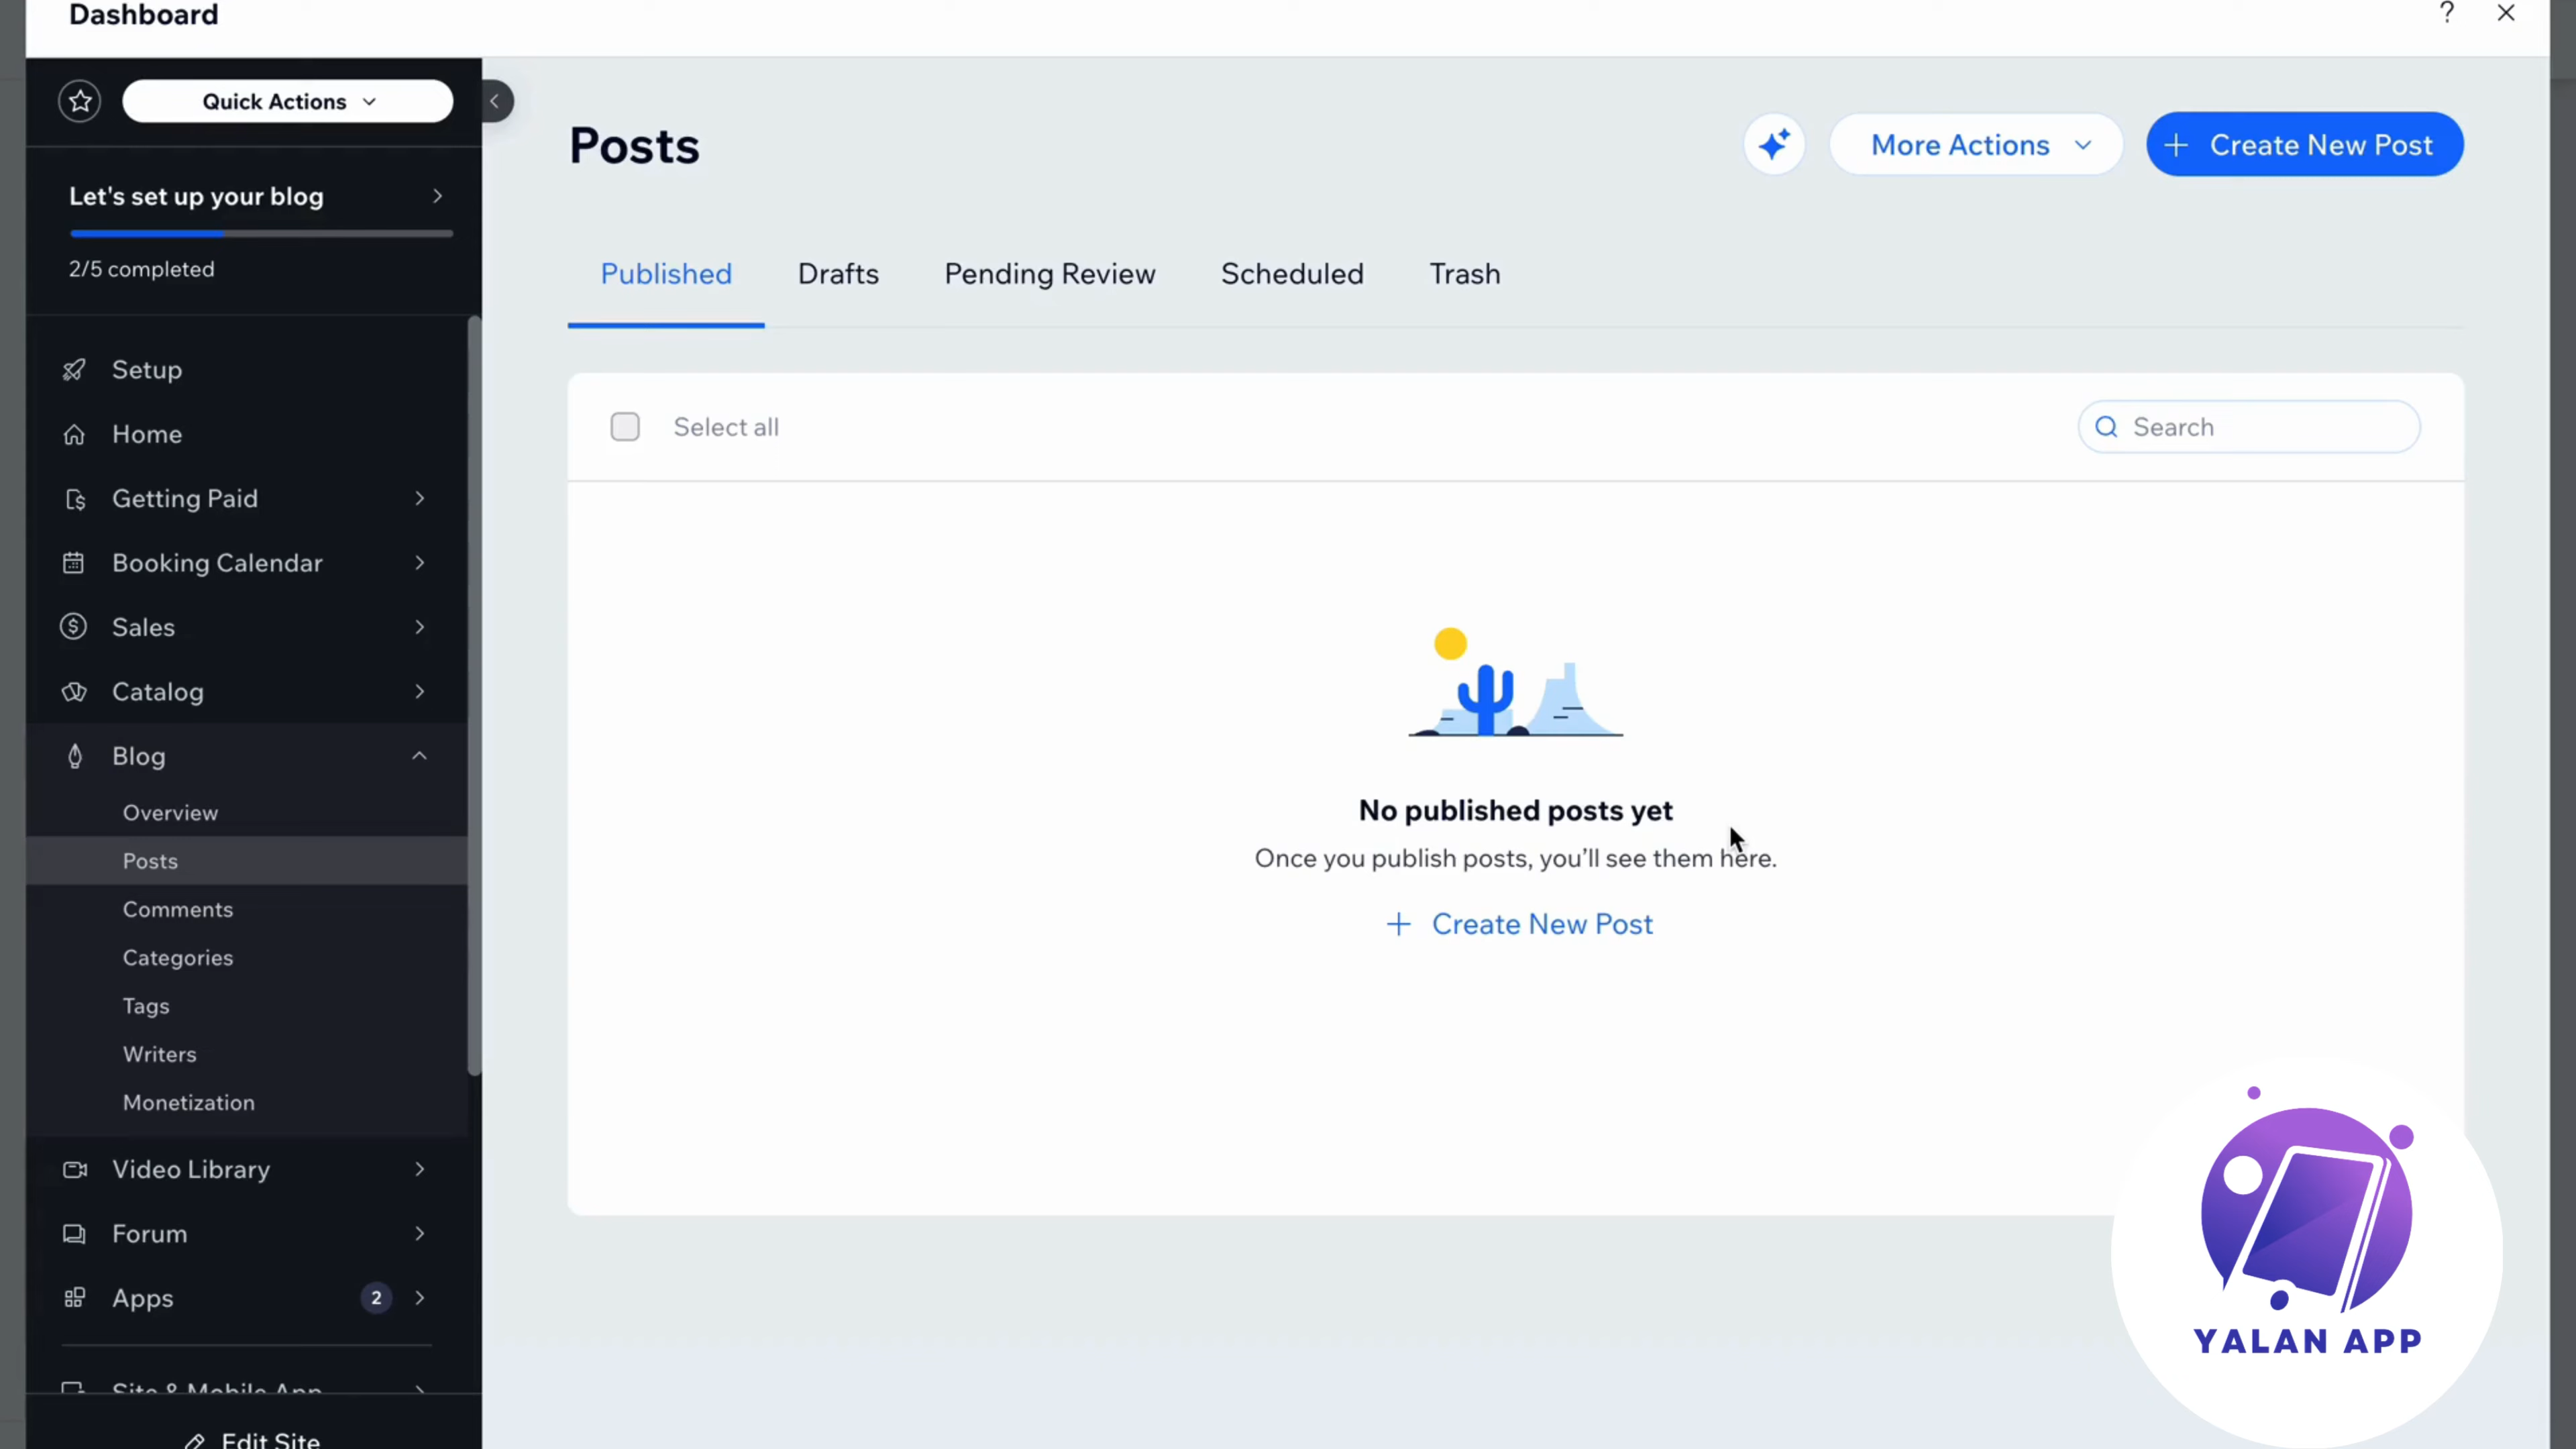 Dashboard
?
Quick Actions
Let's set up your blog
2/5 completed
Setup
Home
Getting Paid
Booking Calendar
Sales
Catalog
Blog
Overview
Posts
Comments
Categories
Tags
Writers
Monetization
Video Library
Forum
Apps 2
Site & Mobile App
Edit Site
Posts
More Actions
+ Create New Post
Published Drafts Pending Review Scheduled Trash
Select all
Search
No published posts yet
Once you publish posts, you’ll see them here.
+ Create New Post
YALAN APP